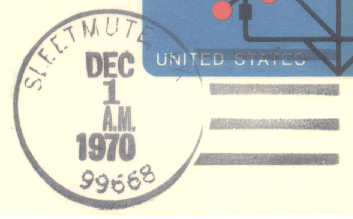 SLEETMUTE
DEC
1
A.M.
1970
99668
UNITED STATES